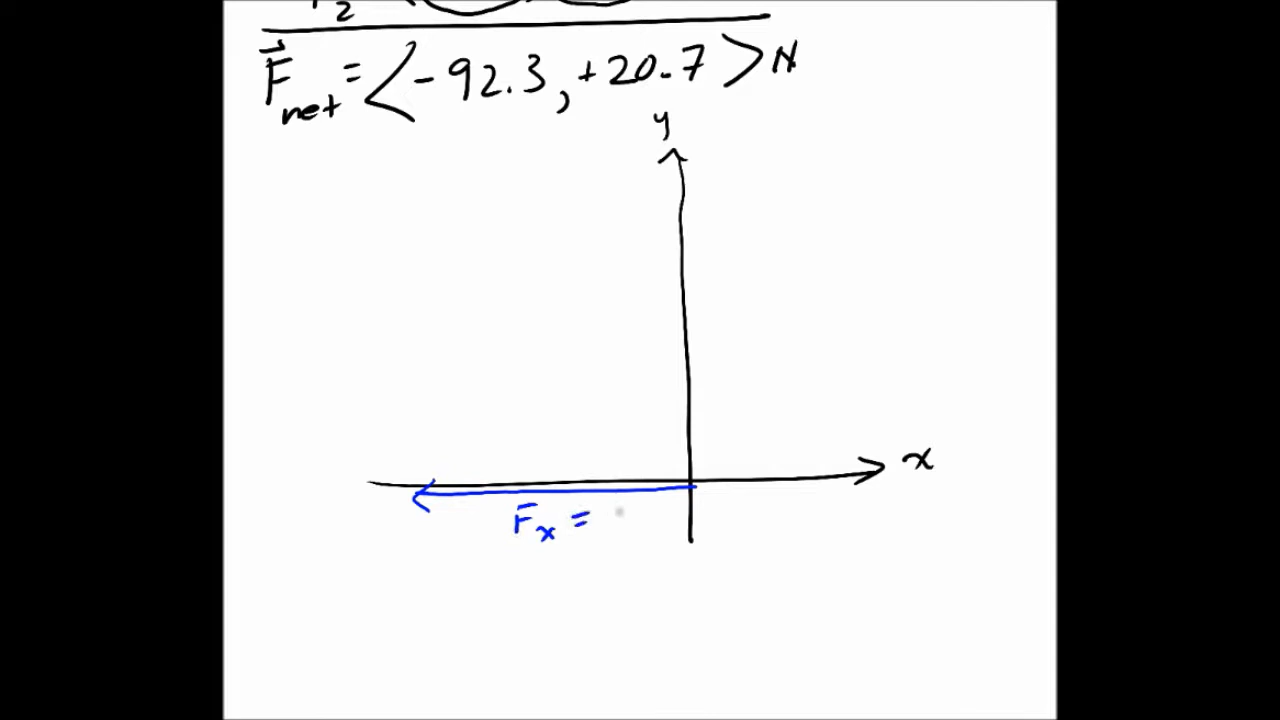 F⃗net = < -92.3, +20.7 > N
y
x
Fx =